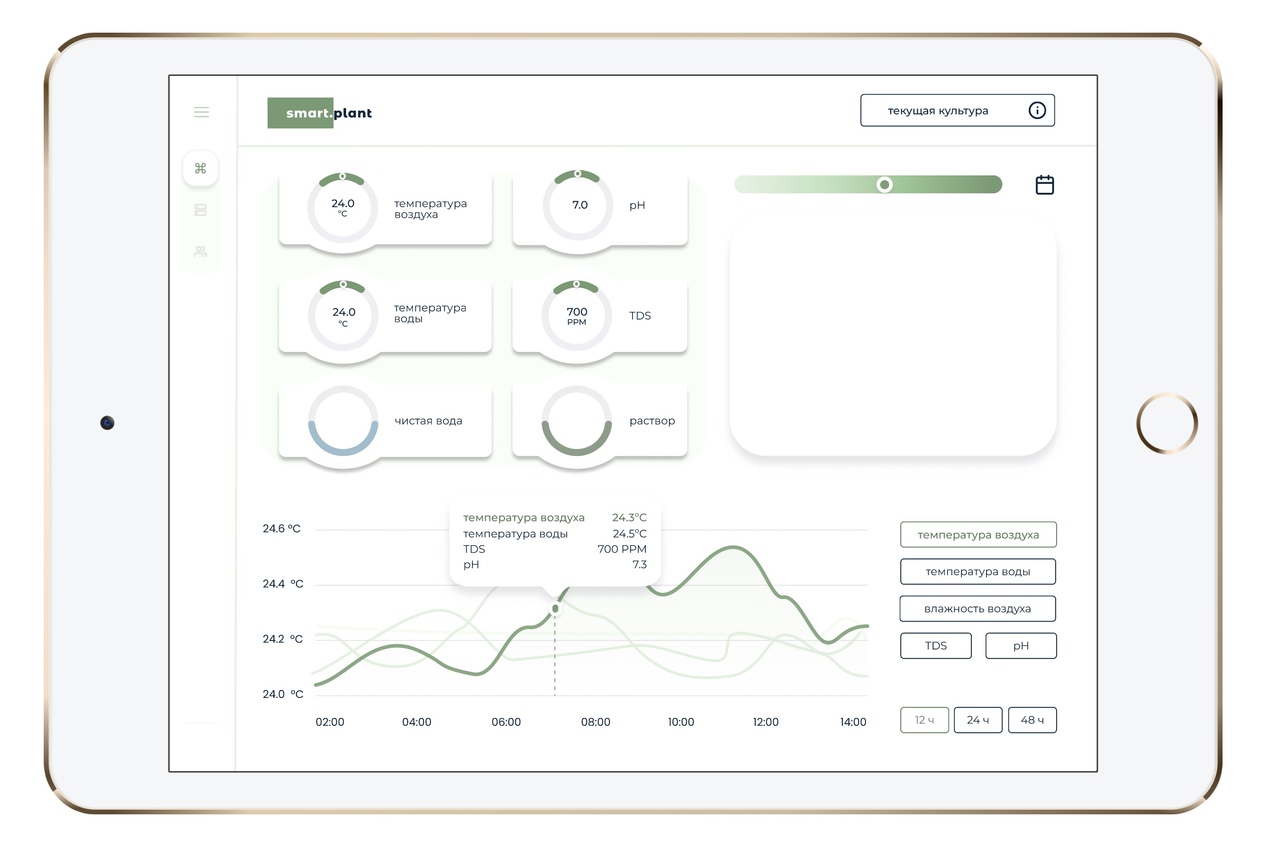 smart.plant
текущая культура
24.0
°C
температура
воздуха
7.0
pH
24.0
°C
температура
воды
700
PPM
TDS
чистая вода
раствор
температура воздуха 24.3°C
температура воды 24.5°C
TDS 700 PPM
pH 7.3
24.6 °C
24.4 °C
24.2 °C
24.0 °C
02:00 04:00 06:00 08:00 10:00 12:00 14:00
температура воздуха
температура воды
влажность воздуха
TDS pH
12 ч 24 ч 48 ч